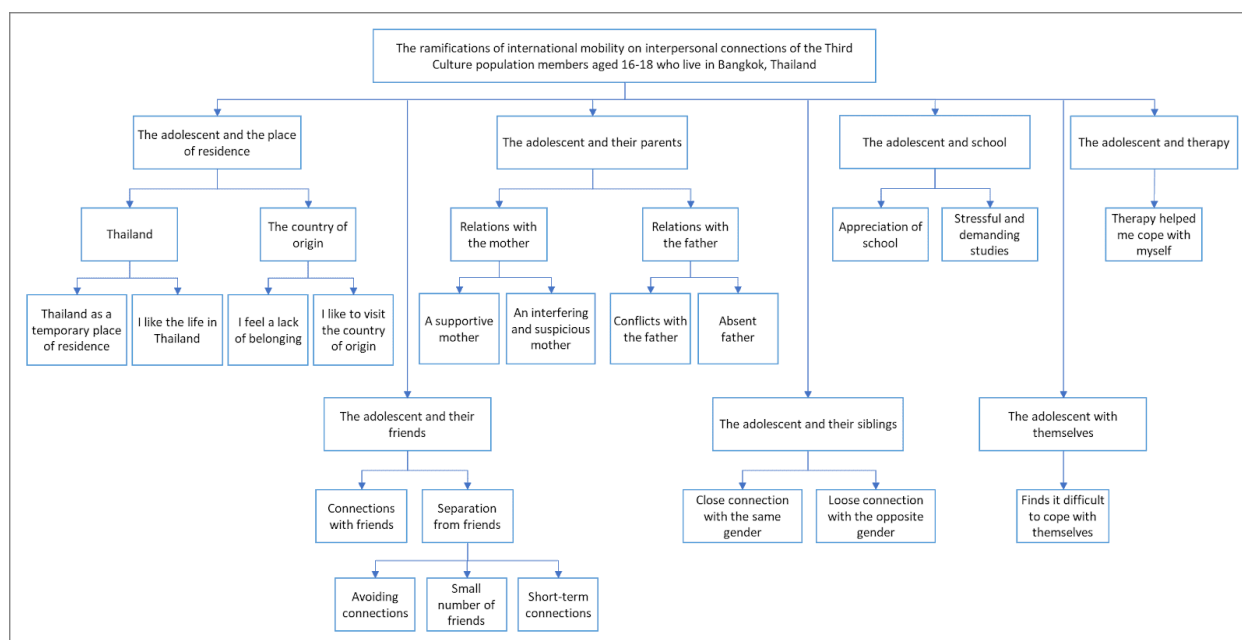 The ramifications of international mobility on interpersonal connections of the Third
Culture population members aged 16-18 who live in Bangkok, Thailand
The adolescent and the place
of residence
The adolescent and their parents
The adolescent and school
The adolescent and therapy
Thailand
The country of
origin
Relations with
the mother
Relations with
the father
Appreciation of
school
Stressful and
demanding
studies
Therapy helped
me cope with
myself
Thailand as a
temporary place
of residence
I like the life in
Thailand
I feel a lack
of belonging
I like to visit
the country
of origin
A supportive
mother
An interfering
and suspicious
mother
Conflicts with
the father
Absent
father
The adolescent and their
friends
The adolescent and their siblings
The adolescent with
themselves
Connections
with friends
Separation
from friends
Close connection
with the same
gender
Loose connection
with the opposite
gender
Finds it difficult
to cope with
themselves
Avoiding
connections
Small
number of
friends
Short-term
connections